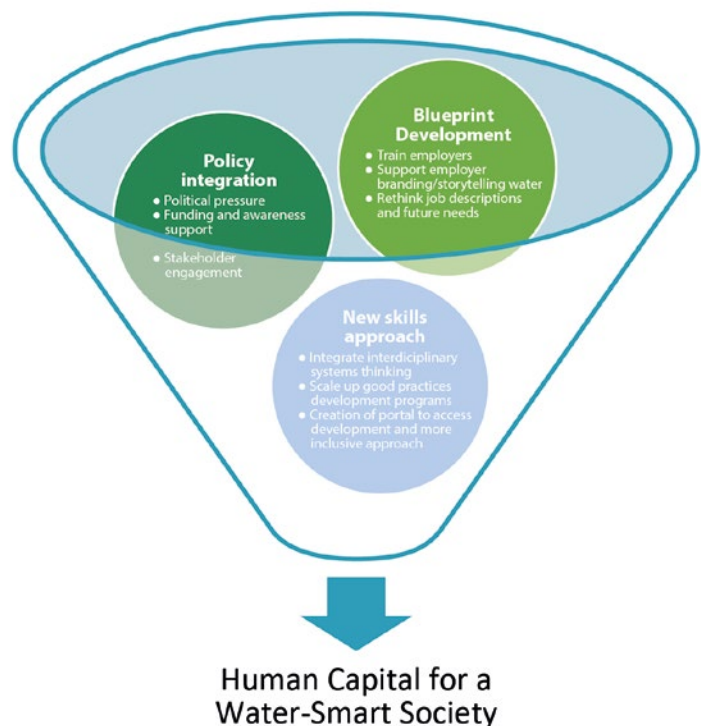 Policy
integration
● Political pressure
● Funding and awareness
support
● Stakeholder
engagement
Blueprint
Development
● Train employers
● Support employer
branding/storytelling water
● Rethink job descriptions
and future needs
New skills
approach
● Integrate interdiciplinary
systems thinking
● Scale up good practices
development programs
● Creation of portal to access
development and more
inclusive approach
Human Capital for a
Water-Smart Society